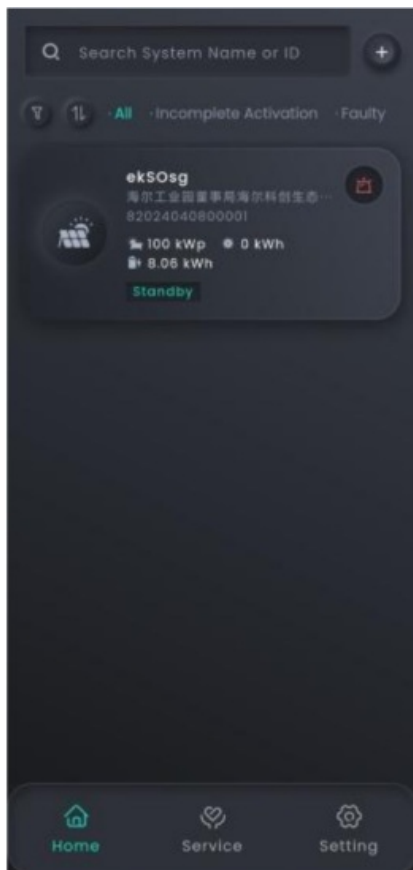 Search System Name or ID
All · Incomplete Activation · Faulty
ekSOsg
海尔工业园董事局海尔科创生态…
82024040800001
100 kWp 0 kWh
8.06 kWh
Standby
Home Service Setting